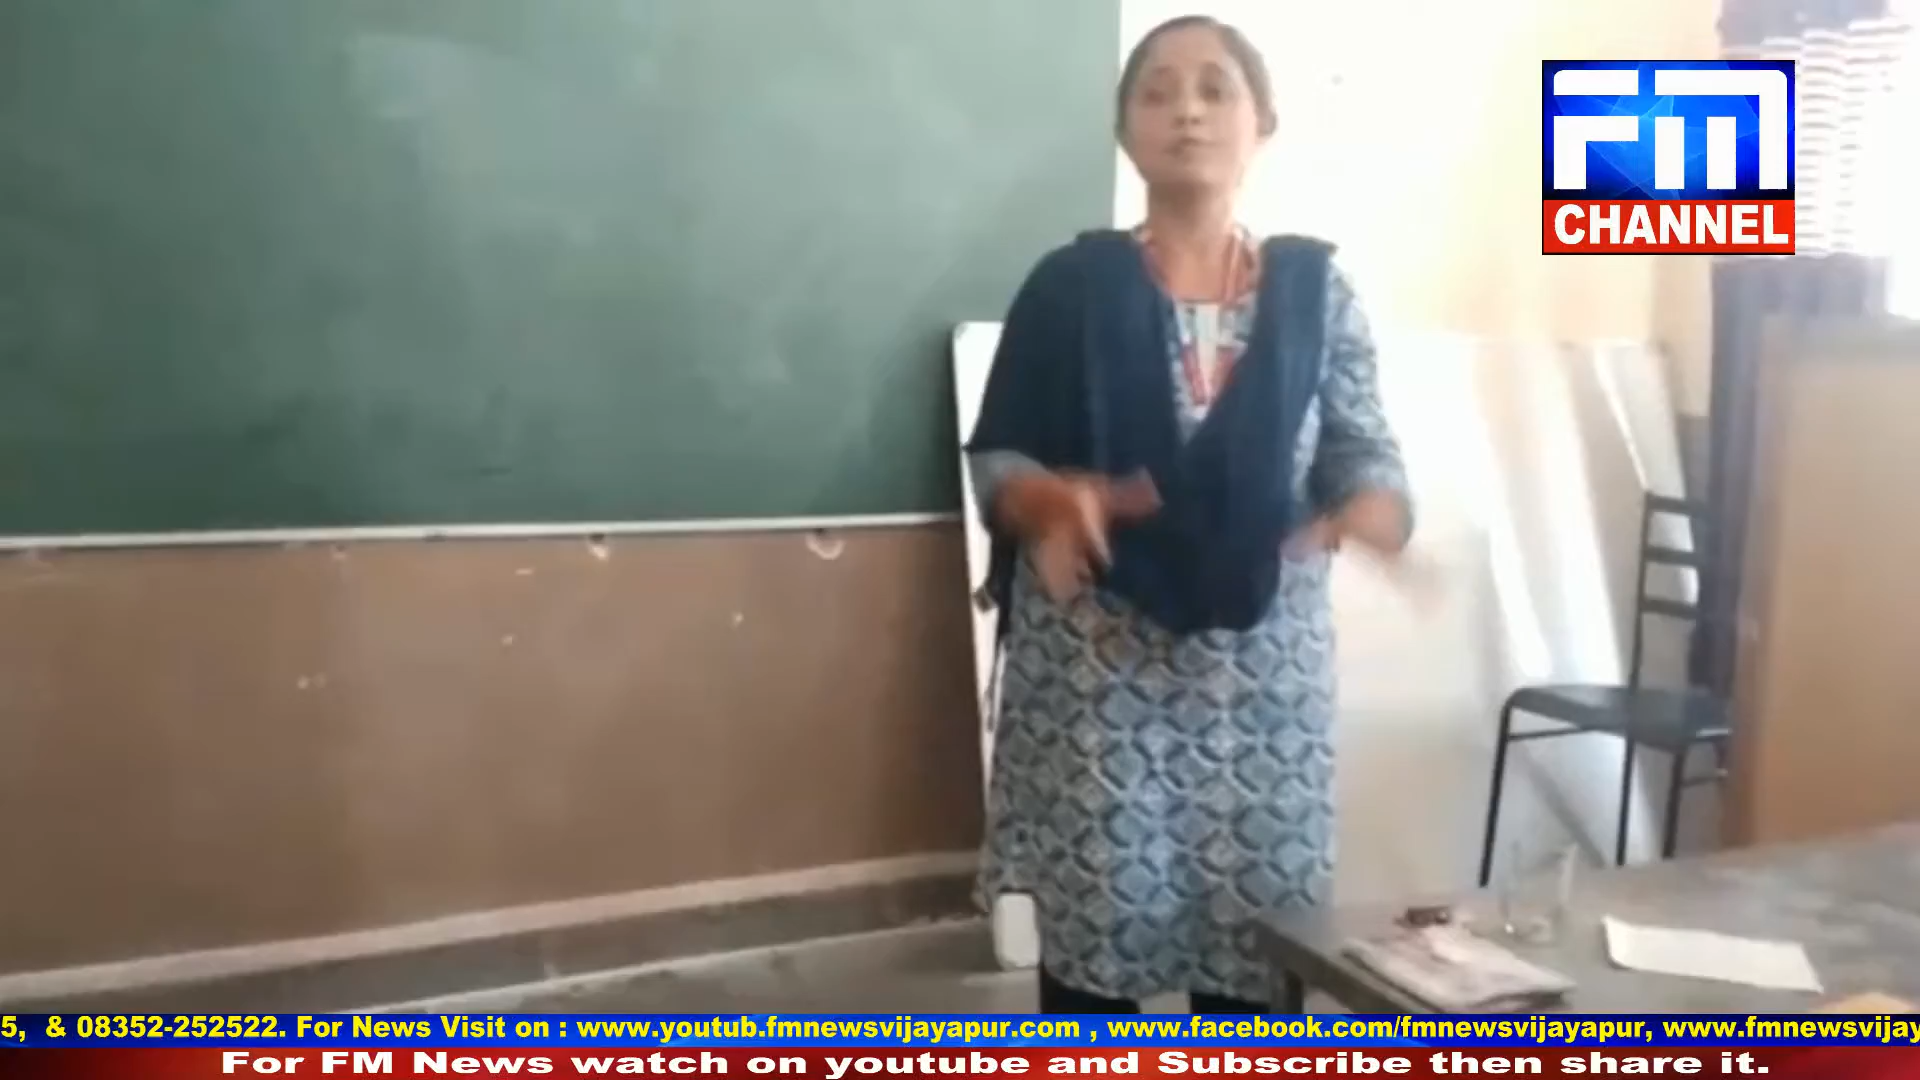 FM
CHANNEL
5, & 08352-252522. For News Visit on : www.youtub.fmnewsvijayapur.com , www.facebook.com/fmnewsvijayapur, www.fmnewsvijay
For FM News watch on youtube and Subscribe then share it.